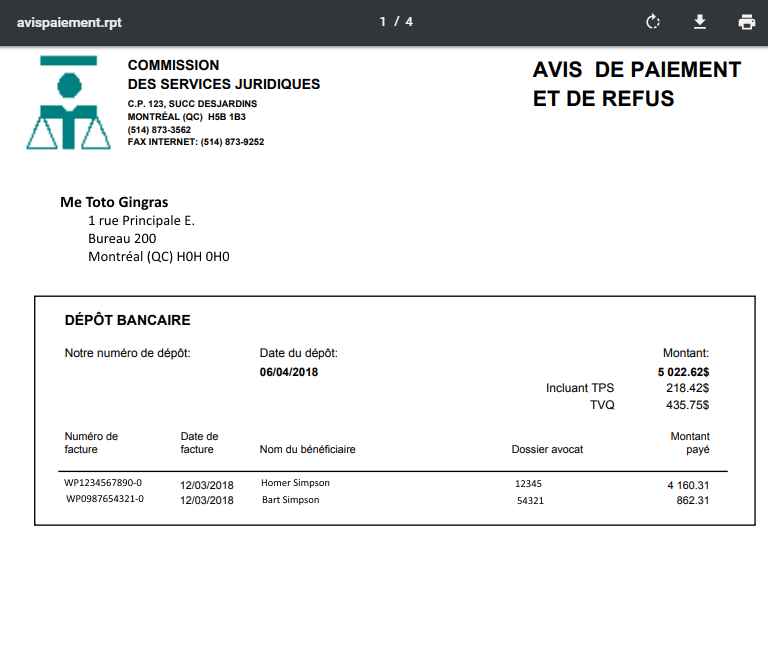 avispaiement.rpt
1 / 4
COMMISSION
DES SERVICES JURIDIQUES
C.P. 123, SUCC DESJARDINS
MONTRÉAL (QC) H5B 1B3
(514) 873-3562
FAX INTERNET: (514) 873-9252
AVIS DE PAIEMENT
ET DE REFUS
Me Toto Gingras
1 rue Principale E.
Bureau 200
Montréal (QC) H0H 0H0
DÉPÔT BANCAIRE
Notre numéro de dépôt: Date du dépôt: Montant:
06/04/2018 5 022.62$
Incluant TPS 218.42$
TVQ 435.75$
Numéro de facture Date de facture Nom du bénéficiaire Dossier avocat Montant payé
WP1234567890-0 12/03/2018 Homer Simpson 12345 4 160.31
WP0987654321-0 12/03/2018 Bart Simpson 54321 862.31